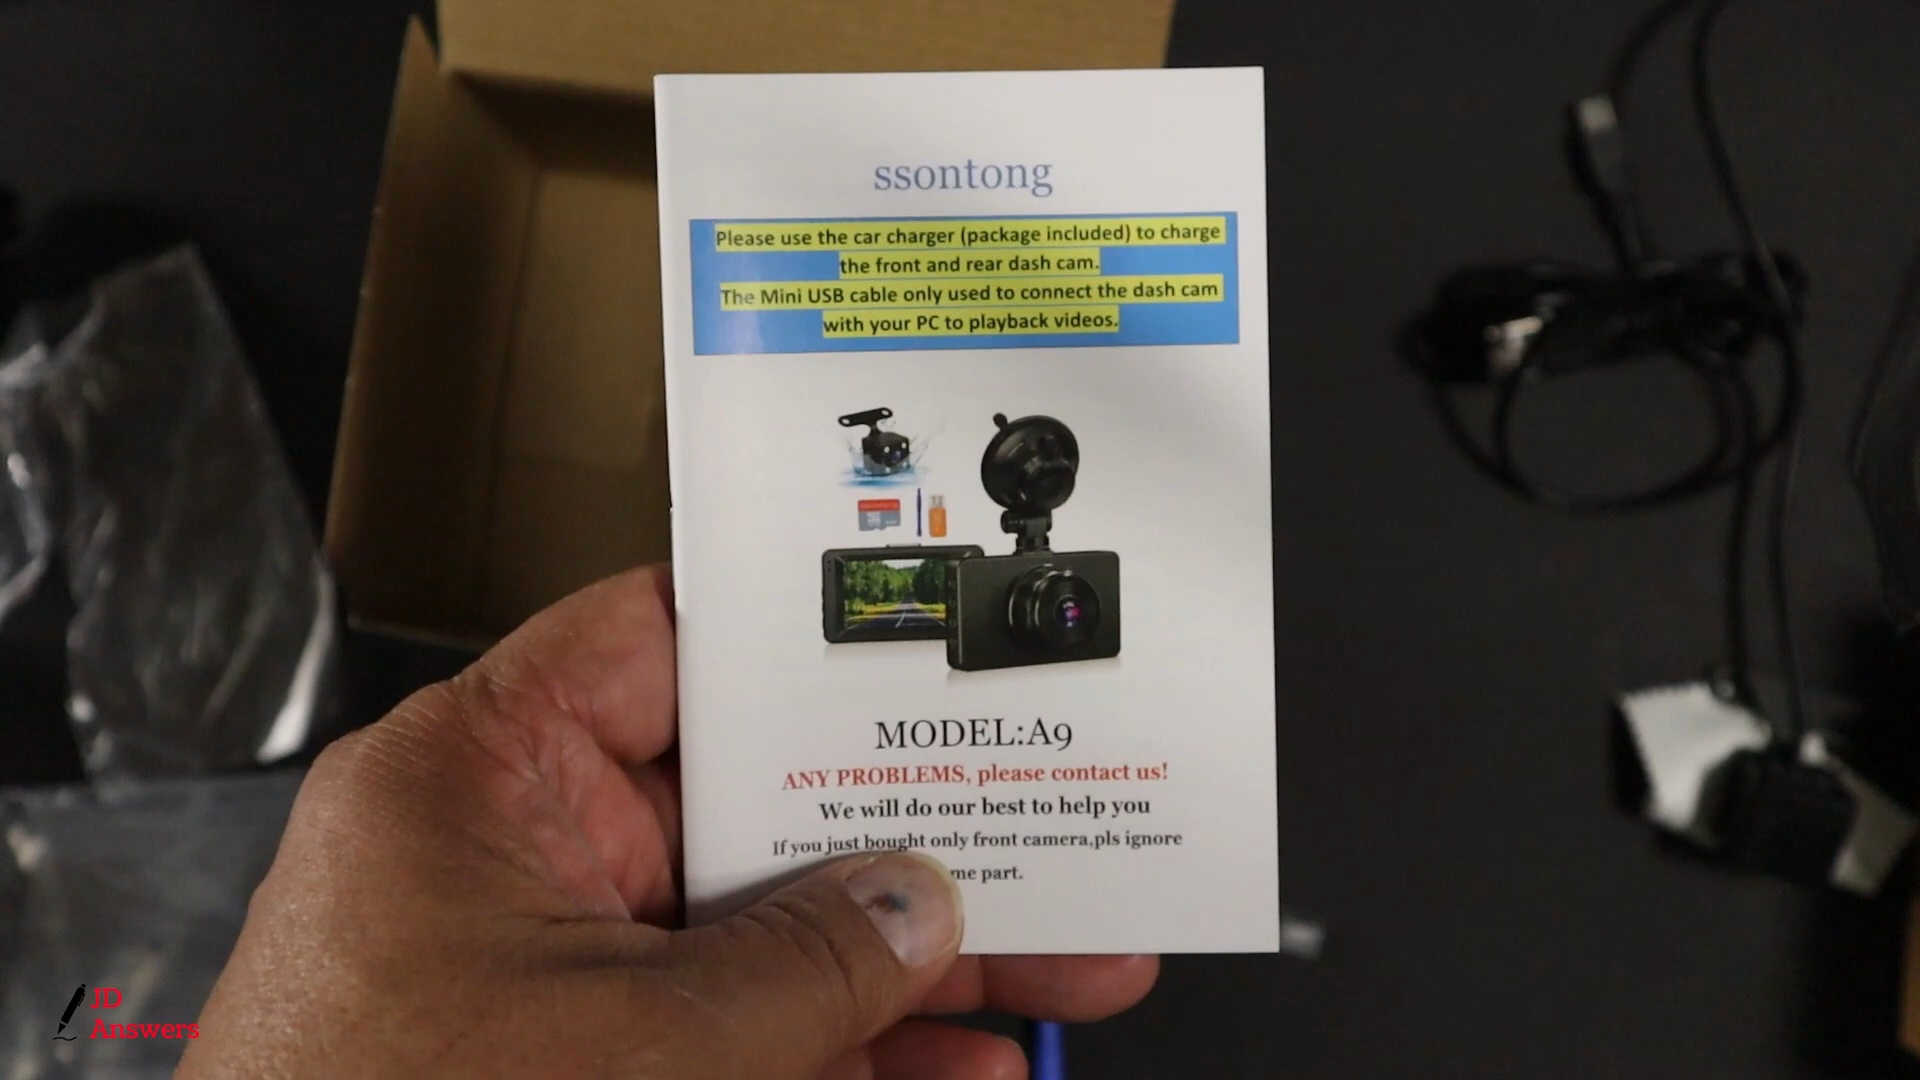 ssontong
Please use the car charger (package included) to charge
the front and rear dash cam.
The Mini USB cable only used to connect the dash cam
with your PC to playback videos.
MODEL:A9
ANY PROBLEMS, please contact us!
We will do our best to help you
If you just bought only front camera,pls ignore
part.
JD
Answers